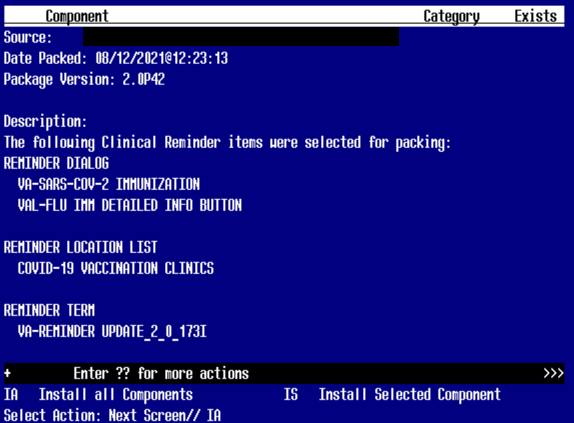 Component Category Exists
Source:
Date Packed: 08/12/2021@12:23:13
Package Version: 2.0P42
Description:
The following Clinical Reminder items were selected for packing:
REMINDER DIALOG
VA-SARS-COV-2 IMMUNIZATION
VAL-FLU IMM DETAILED INFO BUTTON
REMINDER LOCATION LIST
COVID-19 VACCINATION CLINICS
REMINDER TERM
VA-REMINDER UPDATE_2_0_173I
+ Enter ?? for more actions >>>
IA Install all Components IS Install Selected Component
Select Action: Next Screen// IA